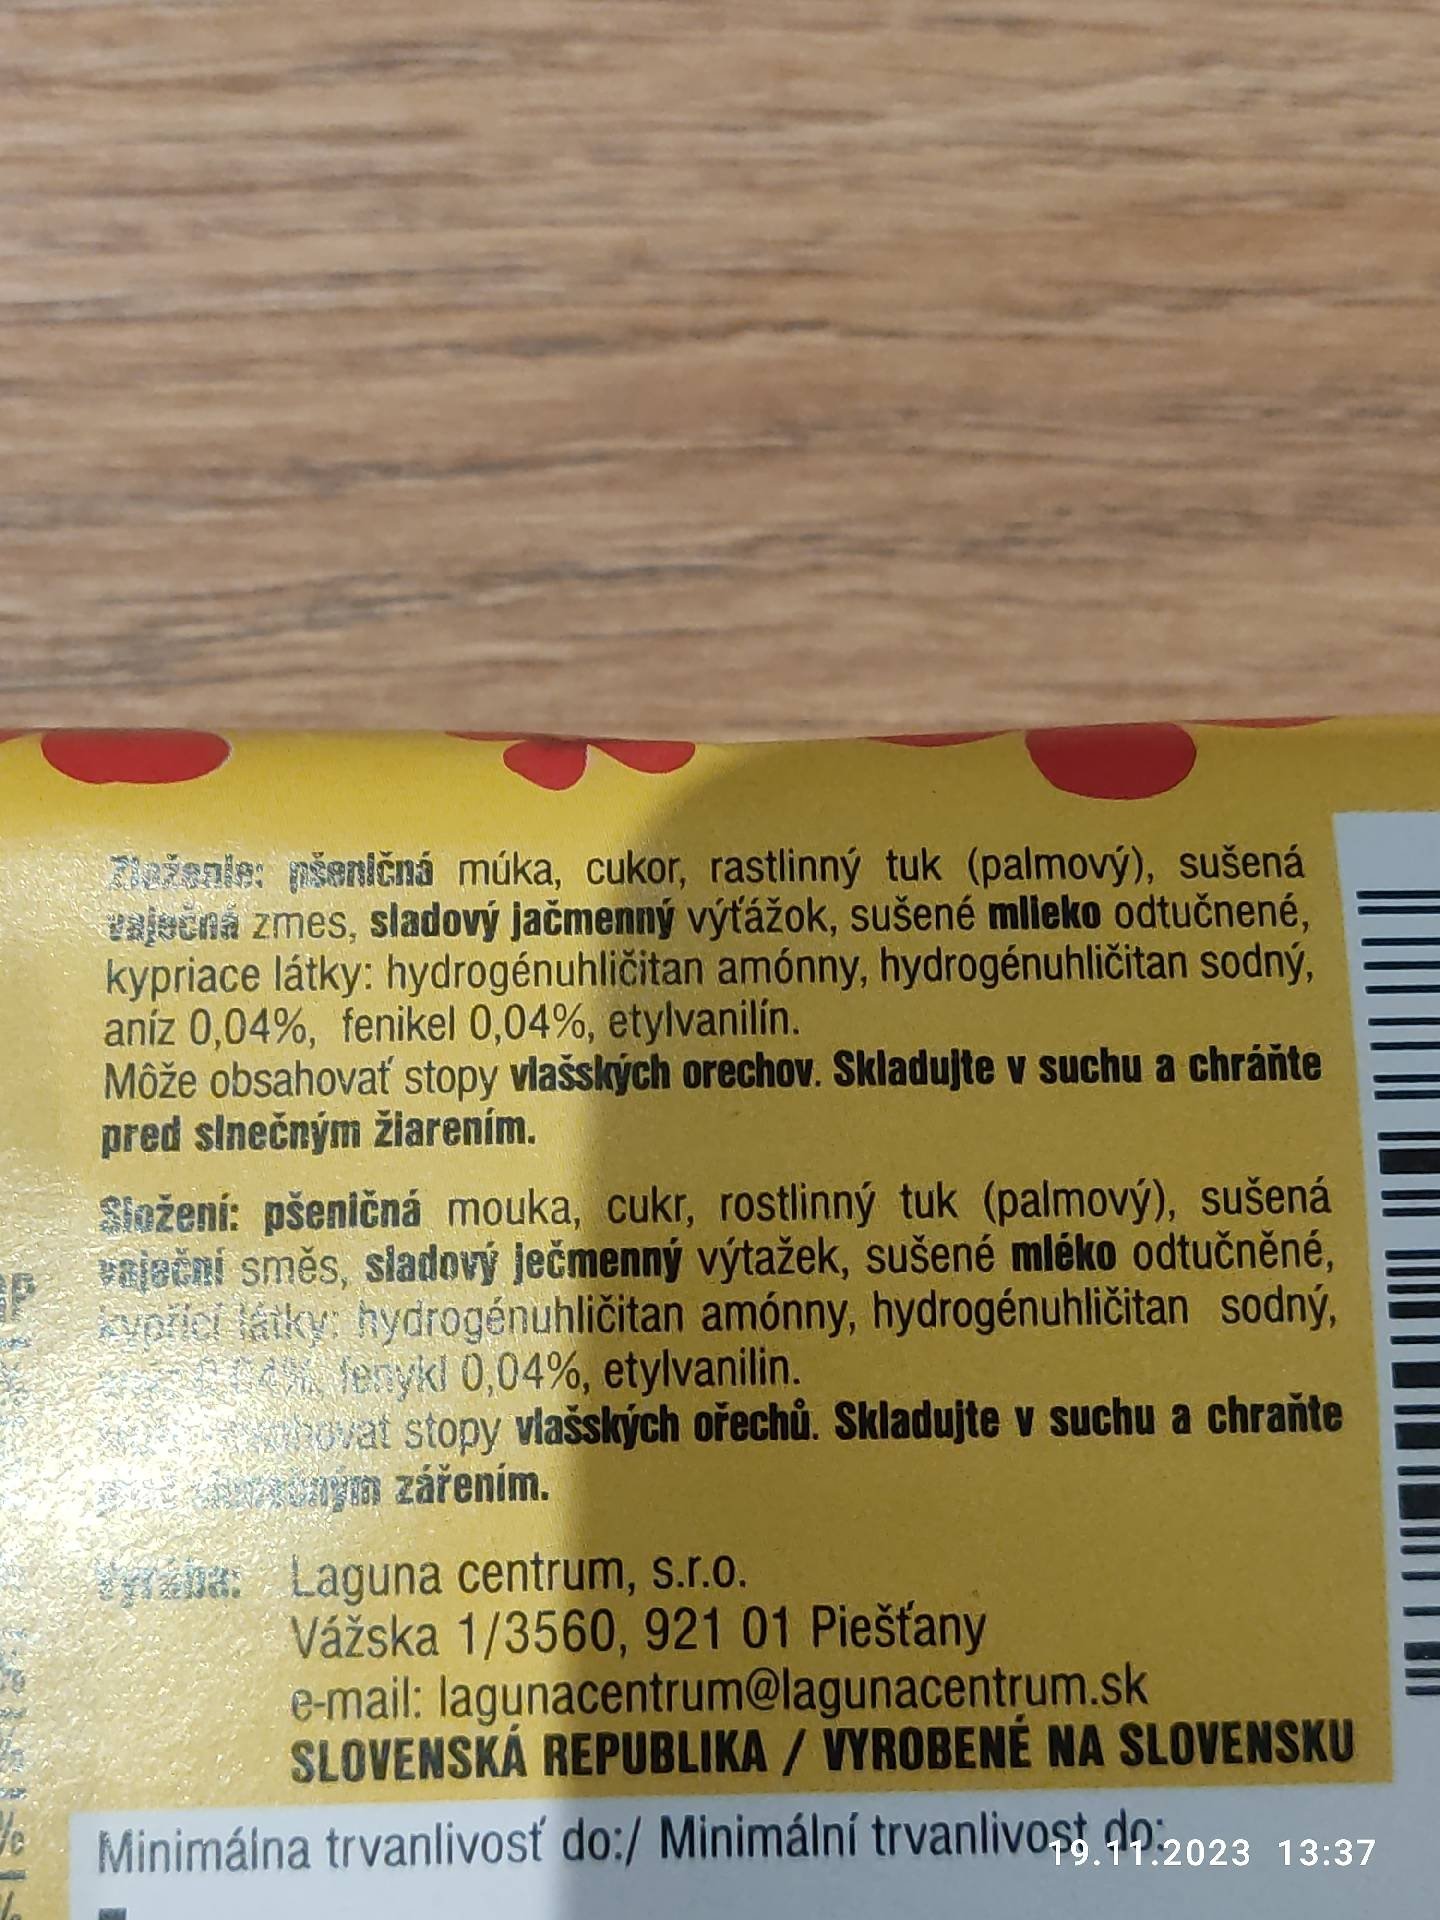 Zloženie: pšeničná múka, cukor, rastlinný tuk (palmový), sušená
vaječná zmes, sladový jačmenný výťažok, sušené mlieko odtučnené,
kypriace látky: hydrogénuhličitan amónny, hydrogénuhličitan sodný,
aníz 0,04%, fenikel 0,04%, etylvanilín.
Môže obsahovať stopy vlašských orechov. Skladujte v suchu a chráňte
pred slnečným žiarením.
Složení: pšeničná mouka, cukr, rostlinný tuk (palmový), sušená
vaječní směs, sladový ječmenný výtažek, sušené mléko odtučněné,
kypřící látky: hydrogénuhličitan amónny, hydrogénuhličitan sodný,
0,04%, fenykl 0,04%, etylvanilin.
stopy vlašských ořechů. Skladujte v suchu a chraňte
zářením.
Vyrába: Laguna centrum, s.r.o.
Vážska 1/3560, 921 01 Piešťany
e-mail: lagunacentrum@lagunacentrum.sk
SLOVENSKÁ REPUBLIKA / VYROBENÉ NA SLOVENSKU
Minimálna trvanlivosť do:/ Minimální trvanlivost do:
19.11.2023 13:37